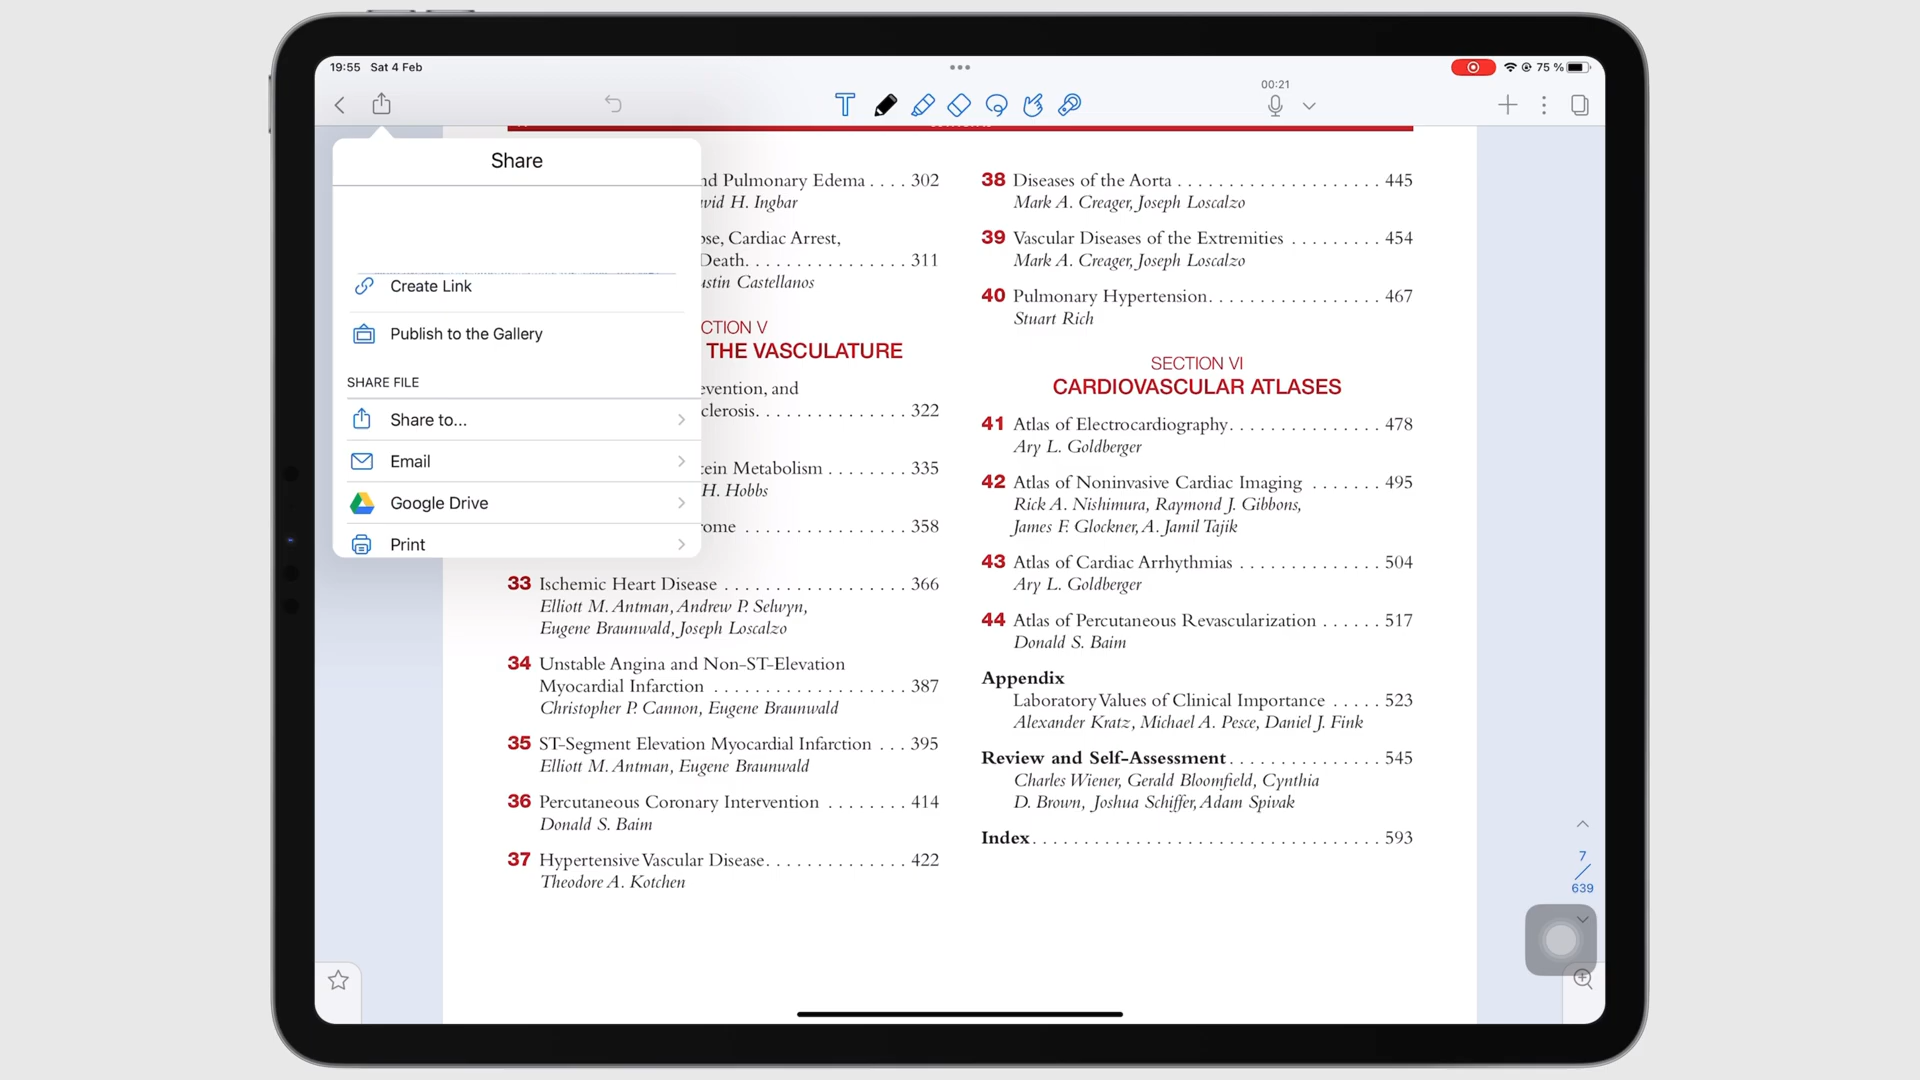 19:55 Sat 4 Feb
75 %
00:21
Share
Create Link
Publish to the Gallery
SHARE FILE
Share to...
Email
Google Drive
Print
nd Pulmonary Edema . . . . 302
vid H. Ingbar
pse, Cardiac Arrest,
Death. . . . . . . . . . . . . . . . 311
ustin Castellanos
CTION V
THE VASCULATURE
evention, and
clerosis. . . . . . . . . . . . . . 322
tein Metabolism . . . . . . . 335
H. Hobbs
rome . . . . . . . . . . . . . . . 358
33 Ischemic Heart Disease . . . . . . . . . . . . . . . . . 366
Elliott M. Antman, Andrew P. Selwyn,
Eugene Braunwald, Joseph Loscalzo
34 Unstable Angina and Non-ST-Elevation
Myocardial Infarction . . . . . . . . . . . . . . . . . . 387
Christopher P. Cannon, Eugene Braunwald
35 ST-Segment Elevation Myocardial Infarction . . . 395
Elliott M. Antman, Eugene Braunwald
36 Percutaneous Coronary Intervention . . . . . . . . 414
Donald S. Baim
37 Hypertensive Vascular Disease. . . . . . . . . . . . . 422
Theodore A. Kotchen
38 Diseases of the Aorta . . . . . . . . . . . . . . . . . . . . 445
Mark A. Creager, Joseph Loscalzo
39 Vascular Diseases of the Extremities . . . . . . . . . 454
Mark A. Creager, Joseph Loscalzo
40 Pulmonary Hypertension. . . . . . . . . . . . . . . . . 467
Stuart Rich
SECTION VI
CARDIOVASCULAR ATLASES
41 Atlas of Electrocardiography. . . . . . . . . . . . . . . 478
Ary L. Goldberger
42 Atlas of Noninvasive Cardiac Imaging . . . . . . 495
Rick A. Nishimura, Raymond J. Gibbons,
James F. Glockner, A. Jamil Tajik
43 Atlas of Cardiac Arrhythmias . . . . . . . . . . . . . . 504
Ary L. Goldberger
44 Atlas of Percutaneous Revascularization . . . . . . 517
Donald S. Baim
Appendix
Laboratory Values of Clinical Importance . . . . . 523
Alexander Kratz, Michael A. Pesce, Daniel J. Fink
Review and Self-Assessment. . . . . . . . . . . . . . . 545
Charles Wiener, Gerald Bloomfield, Cynthia
D. Brown, Joshua Schiffer, Adam Spivak
Index. . . . . . . . . . . . . . . . . . . . . . . . . . . . . . . . . . 593
7
639